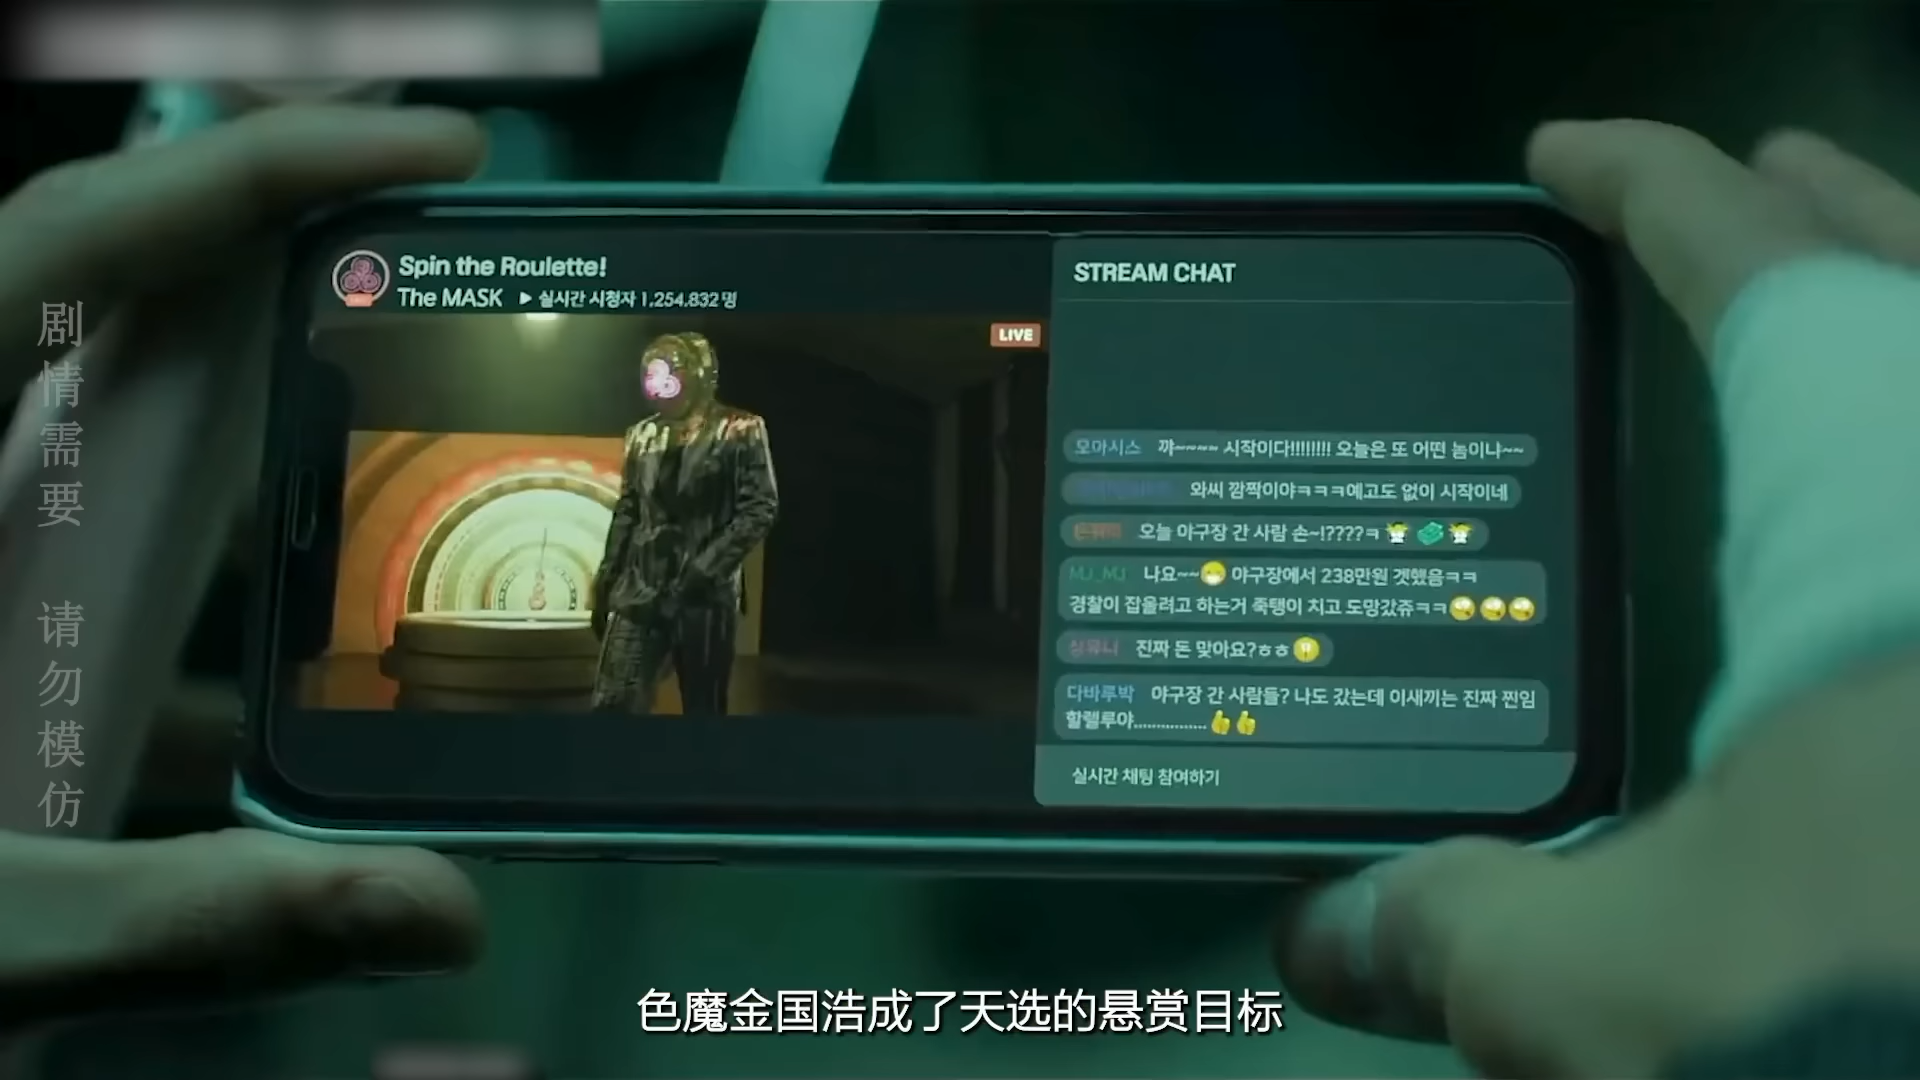 剧情需要 请勿模仿
Spin the Roulette!
The MASK ▶ 실시간 시청자 1,254,832 명
LIVE
STREAM CHAT
모마시스 꺄~~~~~ 시작이다!!!!!!!! 오늘은 또 어떤 놈이냐~~
와씨 깜짝이야ㅋㅋㅋ예고도 없이 시작이네
오늘 야구장 간 사람 손~!????ㅋ
MJ_MJ 나요~~ 야구장에서 238만원 겟했음ㅋㅋ
경찰이 잡을려고 하는거 죽탱이 치고 도망갔쥬ㅋㅋ
진짜 돈 맞아요?ㅎㅎ
다바루박 야구장 간 사람들? 나도 갔는데 이새끼는 진짜 찐임
할렐루야................
실시간 채팅 참여하기
色魔金国浩成了天选的悬赏目标